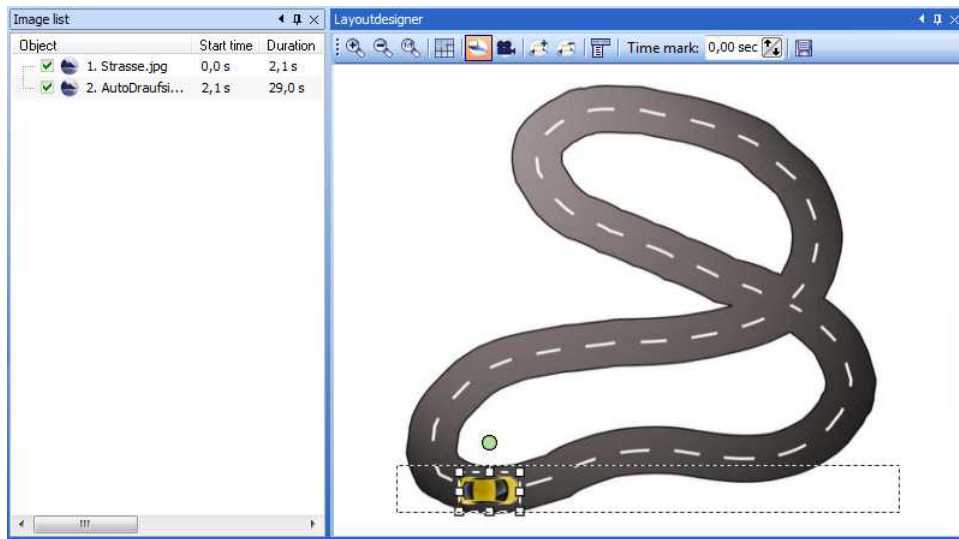 Image list
Layoutdesigner
Time mark: 0,00 sec
Object Start time Duration
1. Strasse.jpg 0,0 s 2,1 s
2. AutoDraufsi... 2,1 s 29,0 s